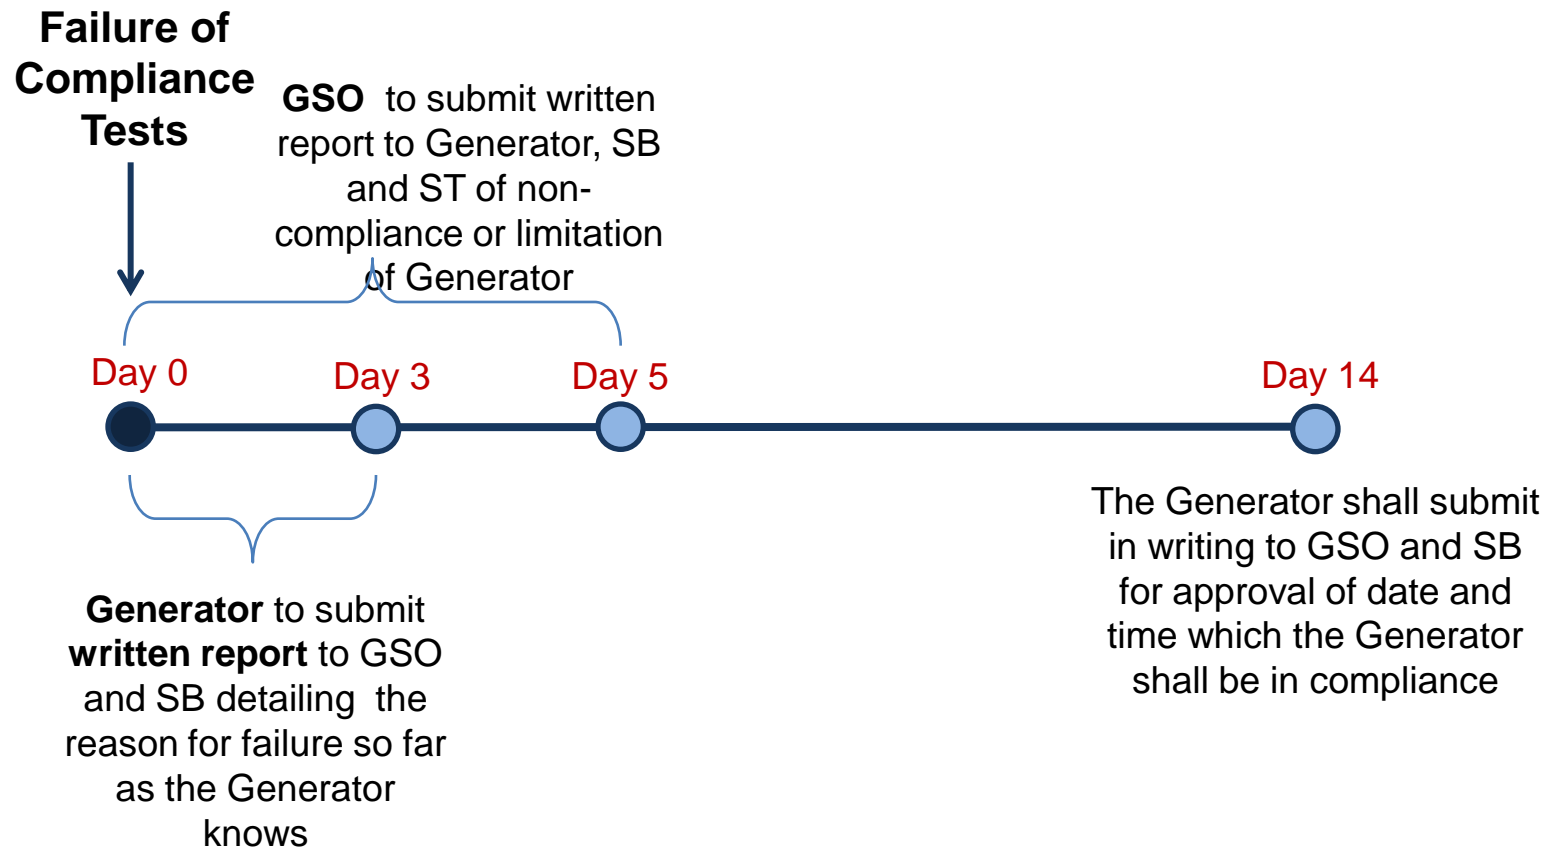 Failure of
Compliance
Tests
GSO to submit written
report to Generator, SB
and ST of non-
compliance or limitation
of Generator
Day 0
Day 3
Day 5
Day 14
Generator to submit
written report to GSO
and SB detailing the
reason for failure so far
as the Generator
knows
The Generator shall submit
in writing to GSO and SB
for approval of date and
time which the Generator
shall be in compliance